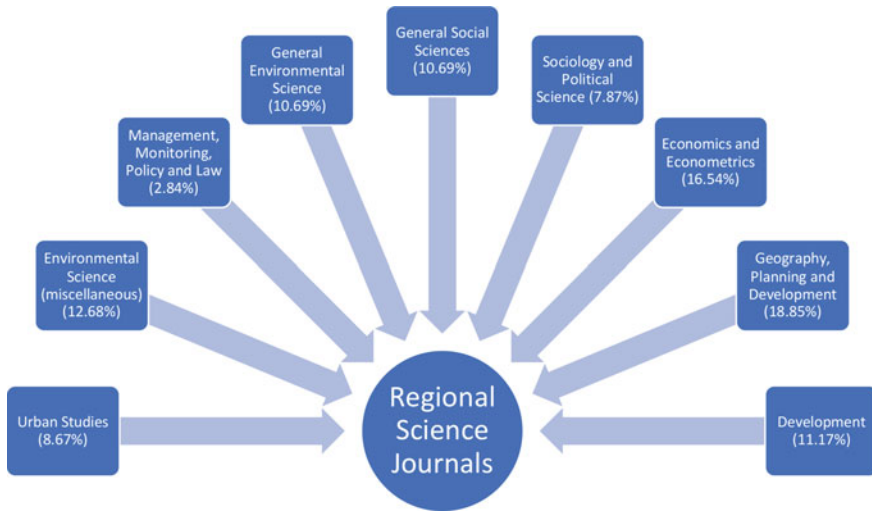 Urban Studies
(8.67%)
Environmental
Science
(miscellaneous)
(12.68%)
Management,
Monitoring,
Policy and Law
(2.84%)
General
Environmental
Science
(10.69%)
General Social
Sciences
(10.69%)
Sociology and
Political
Science (7.87%)
Economics and
Econometrics
(16.54%)
Geography,
Planning and
Development
(18.85%)
Development
(11.17%)
Regional
Science
Journals